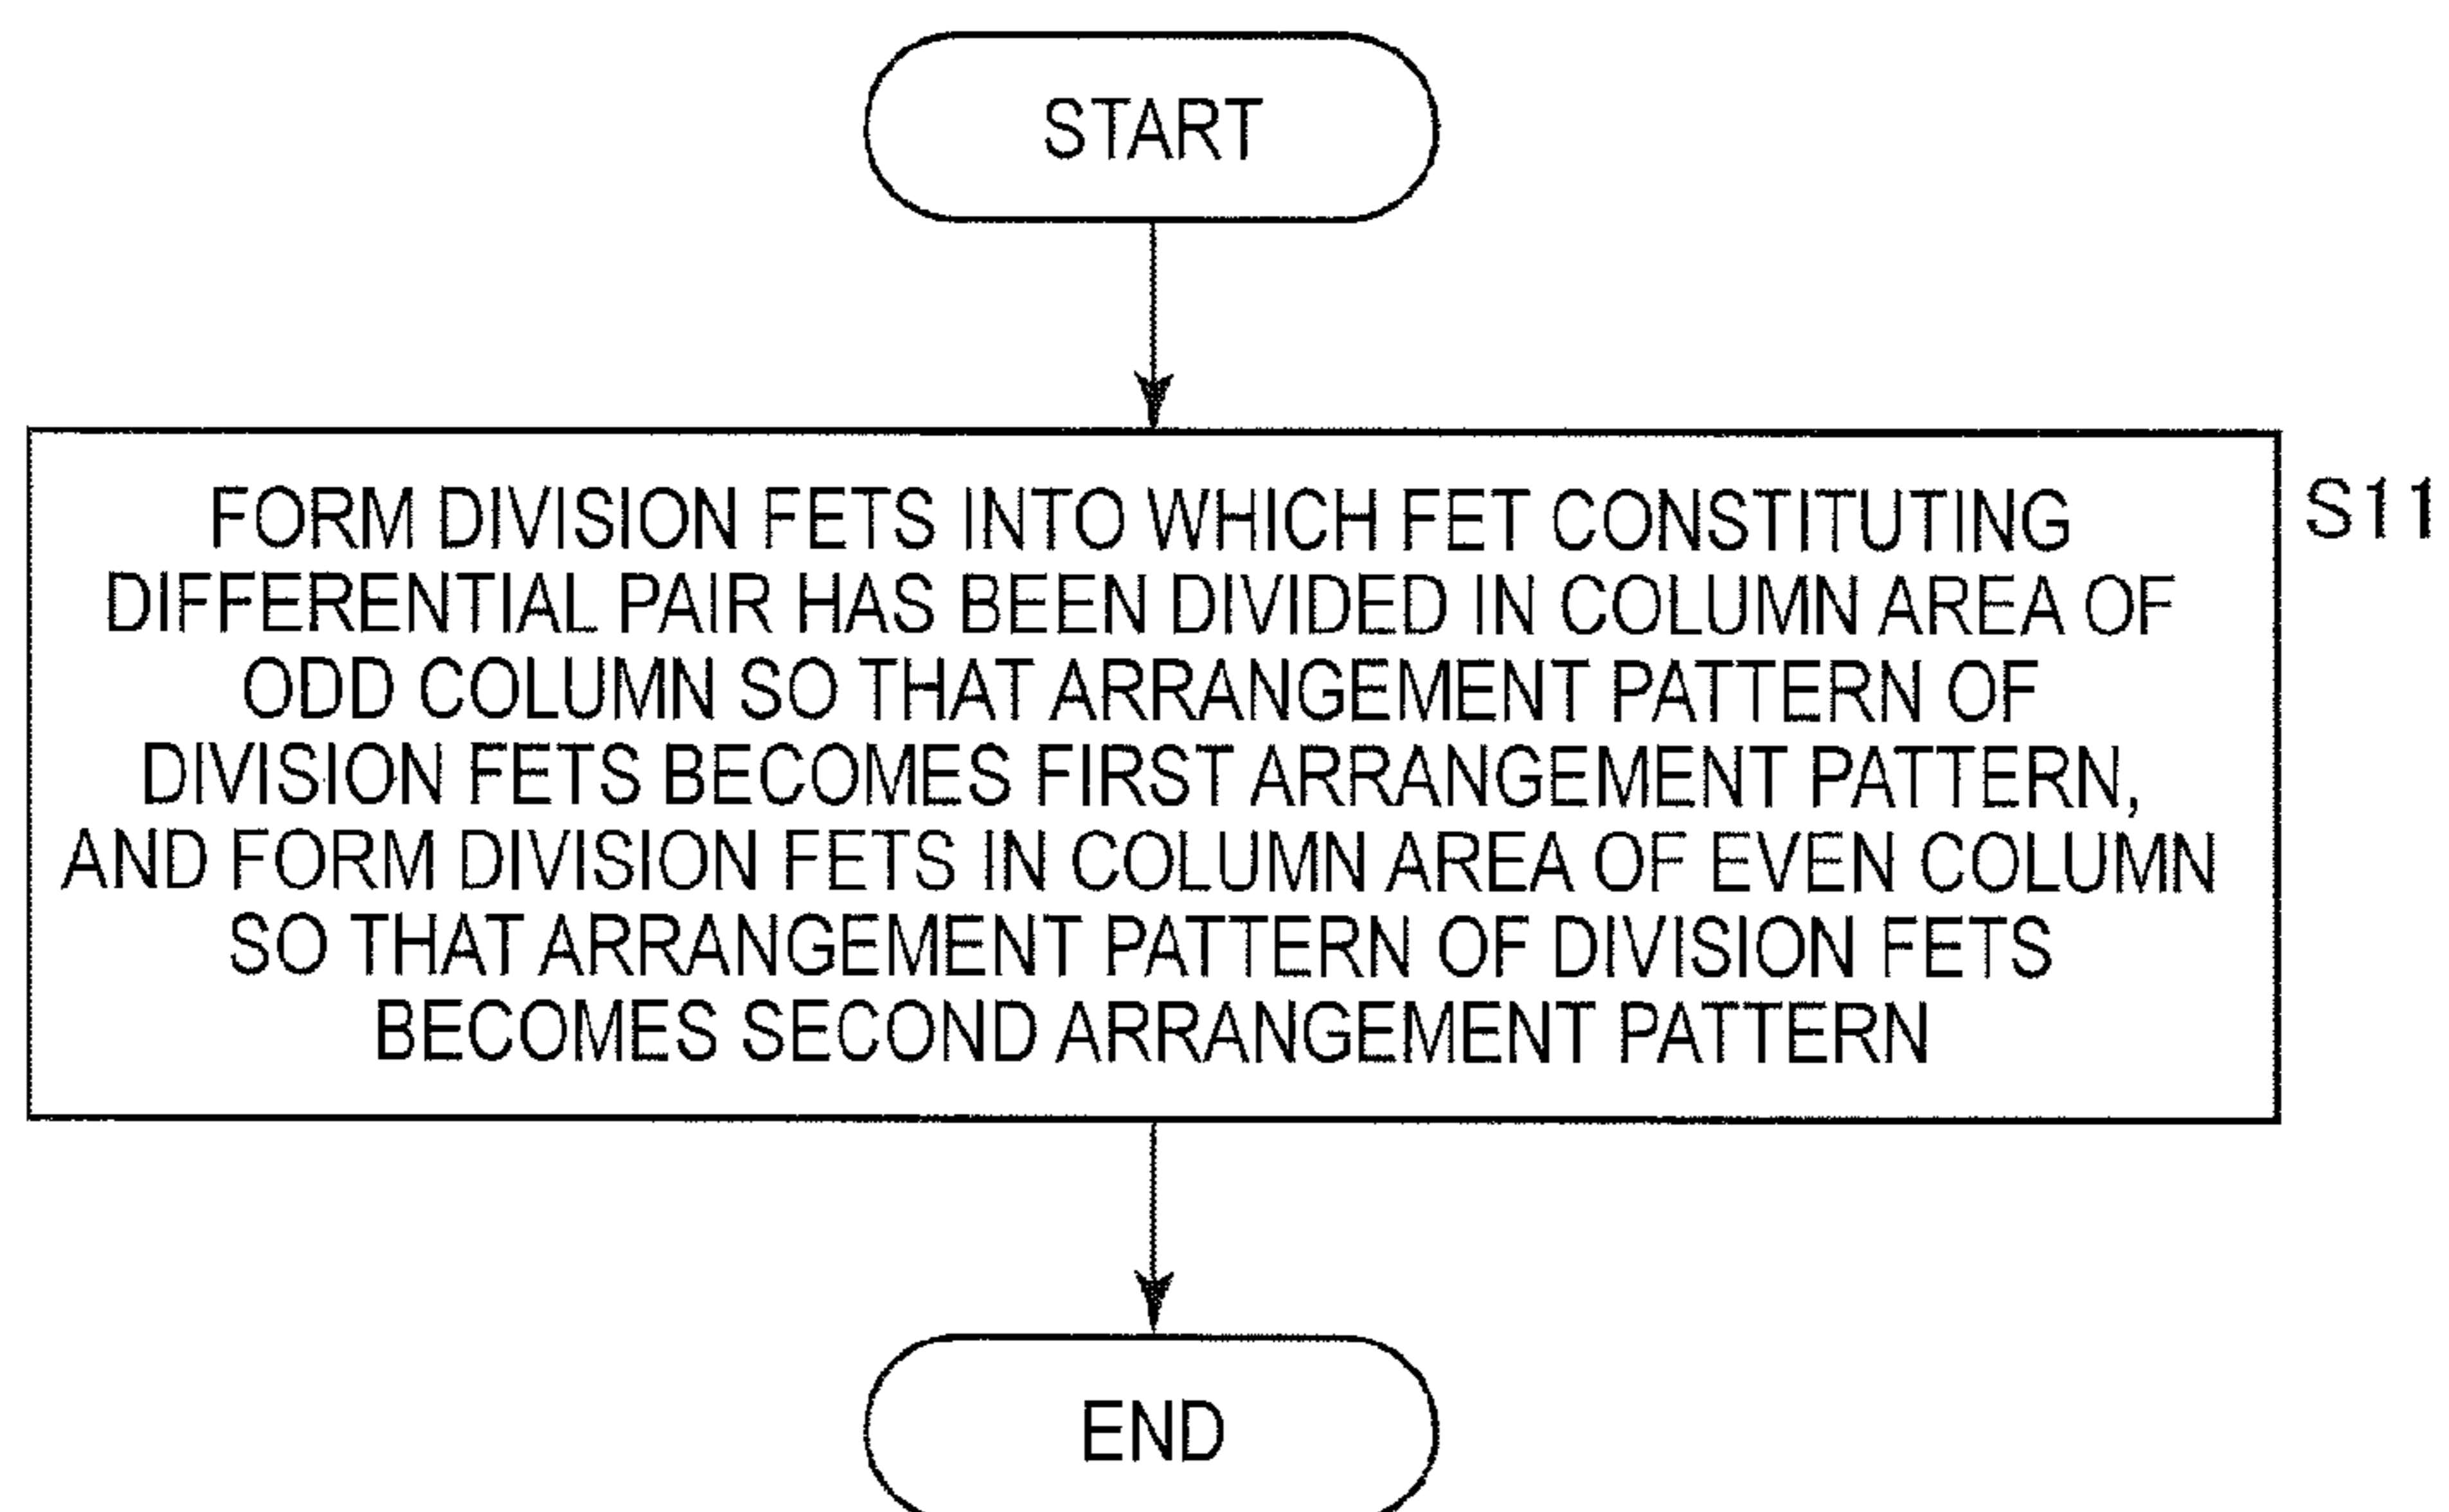 START
FORM DIVISION FETS INTO WHICH FET CONSTITUTING
S11
DIFFERENTIAL PAIR HAS BEEN DIVIDED IN COLUMN AREA OF
ODD COLUMN SO THAT ARRANGEMENT PATTERN OF
DIVISION FETS BECOMES FIRST ARRANGEMENT PATTERN,
AND FORM DIVISION FETS IN COLUMN AREA OF EVEN COLUMN
SO THAT ARRANGEMENT PATTERN OF DIVISION FETS
BECOMES SECOND ARRANGEMENT PATTERN
END